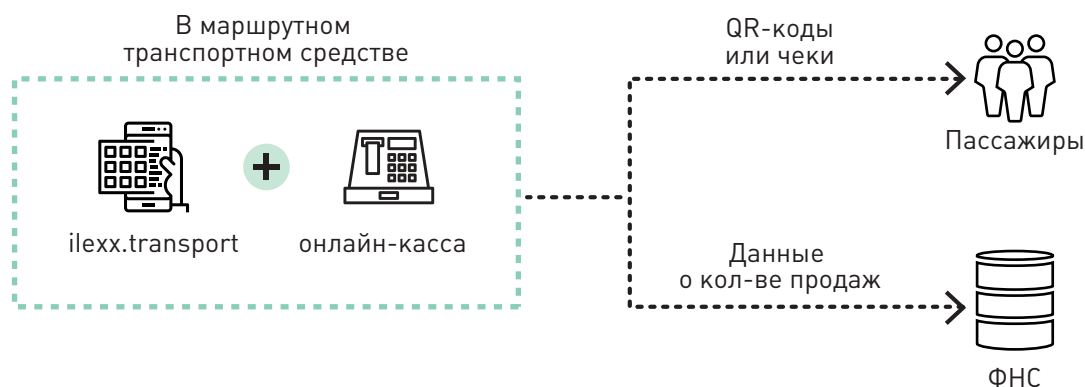 В маршрутном
транспортном средстве
ilexx.transport
онлайн-касса
QR-коды
или чеки
Пассажиры
Данные
о кол-ве продаж
ФНС